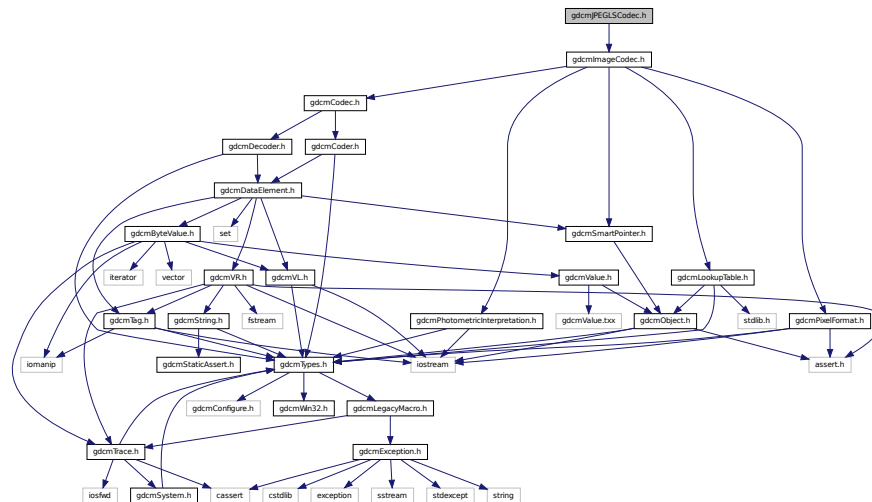 gdcmJPEGLSCodec.h
gdcmImageCodec.h
gdcmCodec.h
gdcmDecoder.h
gdcmCoder.h
gdcmDataElement.h
gdcmByteValue.h
set
gdcmSmartPointer.h
iterator
vector
gdcmVR.h
gdcmVL.h
gdcmValue.h
gdcmLookupTable.h
gdcmTag.h
gdcmString.h
fstream
gdcmPhotometricInterpretation.h
gdcmValue.txx
gdcmObject.h
stdlib.h
gdcmPixelFormat.h
iomanip
gdcmStaticAssert.h
gdcmTypes.h
iostream
assert.h
gdcmConfigure.h
gdcmWin32.h
gdcmLegacyMacro.h
gdcmTrace.h
gdcmException.h
iosfwd
gdcmSystem.h
cassert
cstdlib
exception
sstream
stdexcept
string